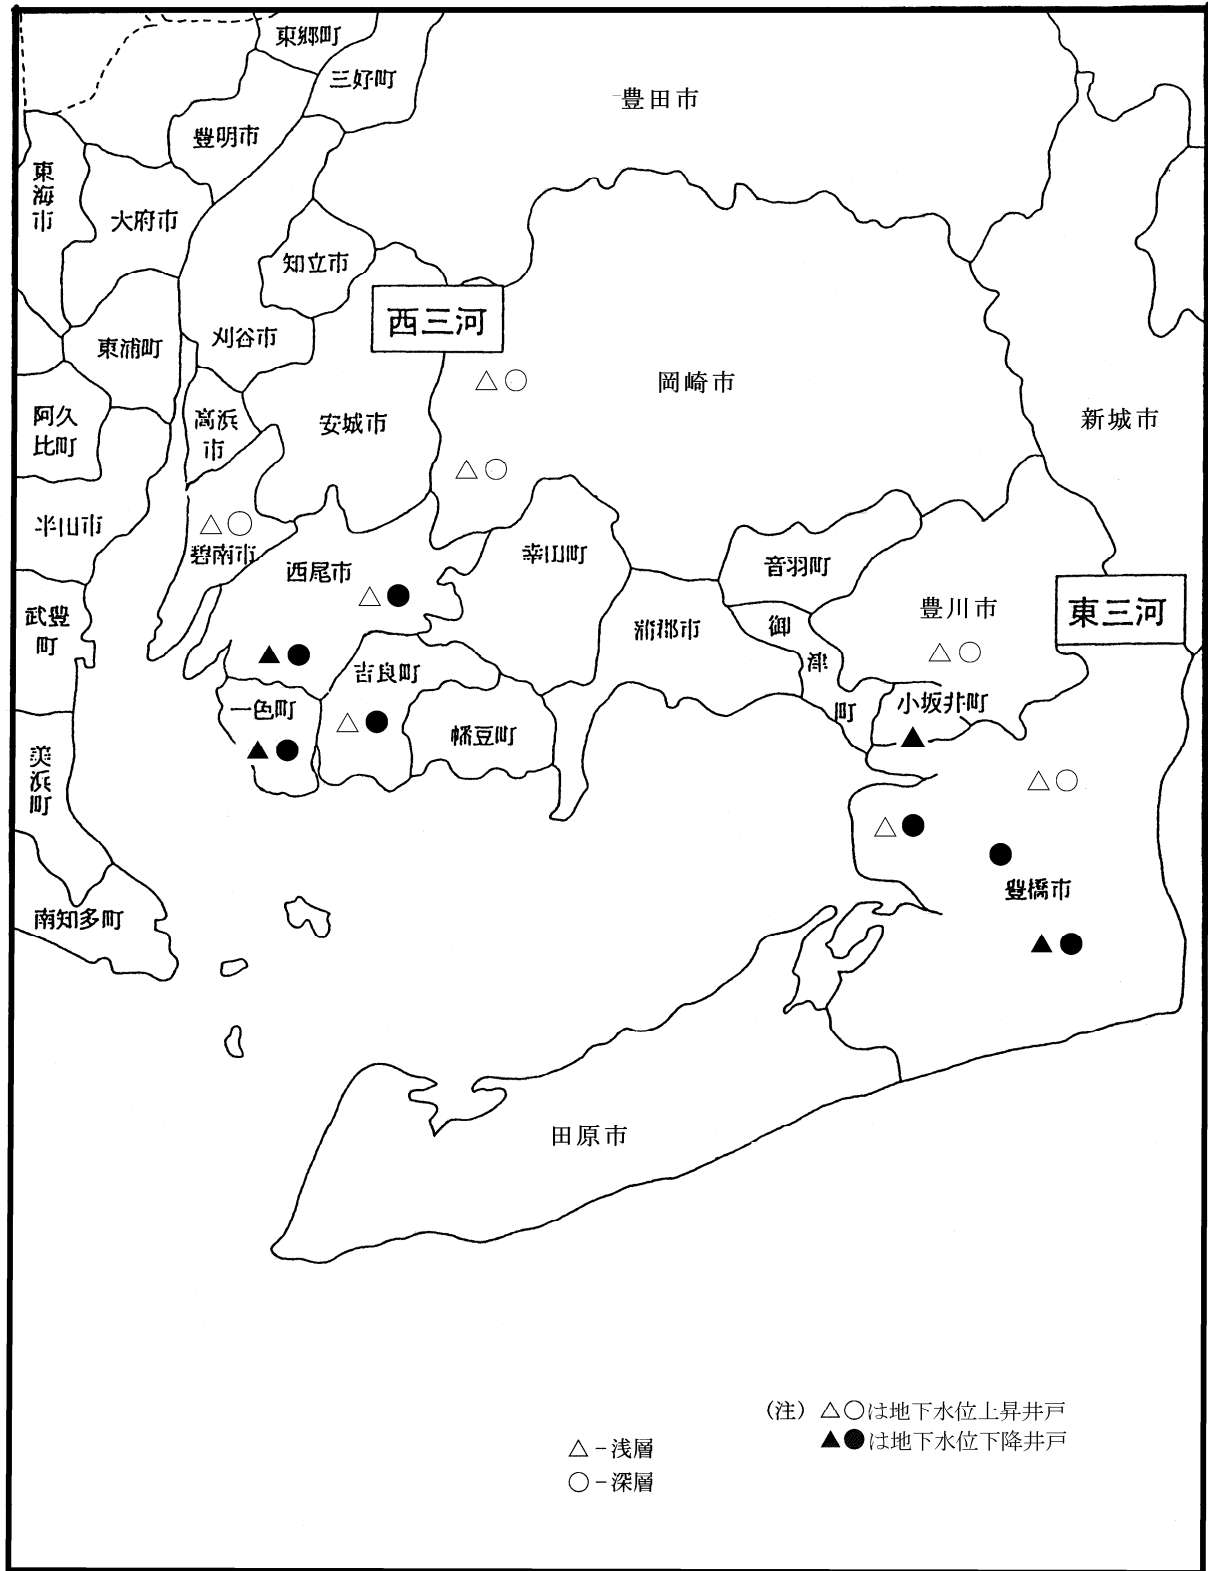 東郷町
三好町
豊田市
豊明市
東海市
大府市
知立市
西三河
東浦町
刈谷市
岡崎市
阿久
比町
高浜
市
安城市
新城市
半田市
碧南市
西尾市
幸田町
音羽町
武豊
町
蒲郡市
御
津
町
豊川市
東三河
吉良町
一色町
幡豆町
小坂井町
美浜町
豊橋市
南知多町
田原市
(注) △○は地下水位上昇井戸
▲●は地下水位下降井戸
△－浅層
○－深層